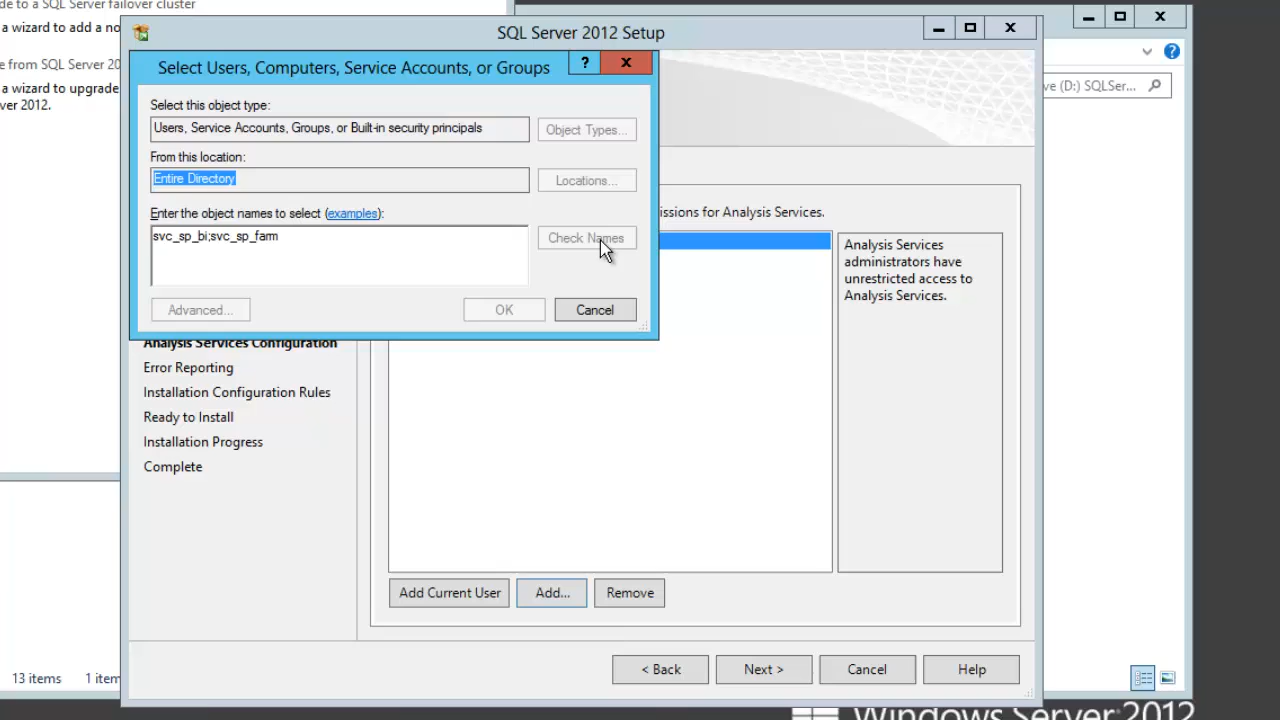 de to a SQL Server failover cluster
a wizard to add a no
e from SQL Server 20
a wizard to upgrade
ver 2012.
13 items 1 item
SQL Server 2012 Setup
Select Users, Computers, Service Accounts, or Groups
?
Select this object type:
Users, Service Accounts, Groups, or Built-in security principals
Object Types...
From this location:
Entire Directory
Locations...
Enter the object names to select (examples):
svc_sp_bi;svc_sp_farm
Check Names
Advanced...
OK
Cancel
issions for Analysis Services.
Analysis Services
administrators have
unrestricted access to
Analysis Services.
Analysis Services Configuration
Error Reporting
Installation Configuration Rules
Ready to Install
Installation Progress
Complete
Add Current User
Add...
Remove
< Back
Next >
Cancel
Help
ve (D:) SQLSer...
Windows Server 2012